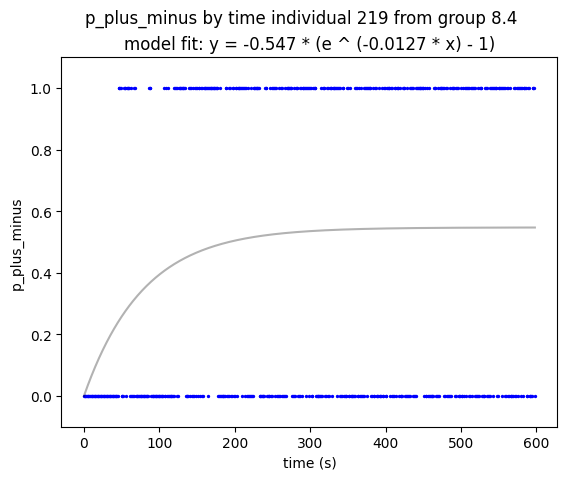 p_plus_minus by time individual 219 from group 8.4
model fit: y = -0.547 * (e ^ (-0.0127 * x) - 1)
1.0
0.8
0.6
0.4
0.2
0.0
p_plus_minus
0 100 200 300 400 500 600
time (s)